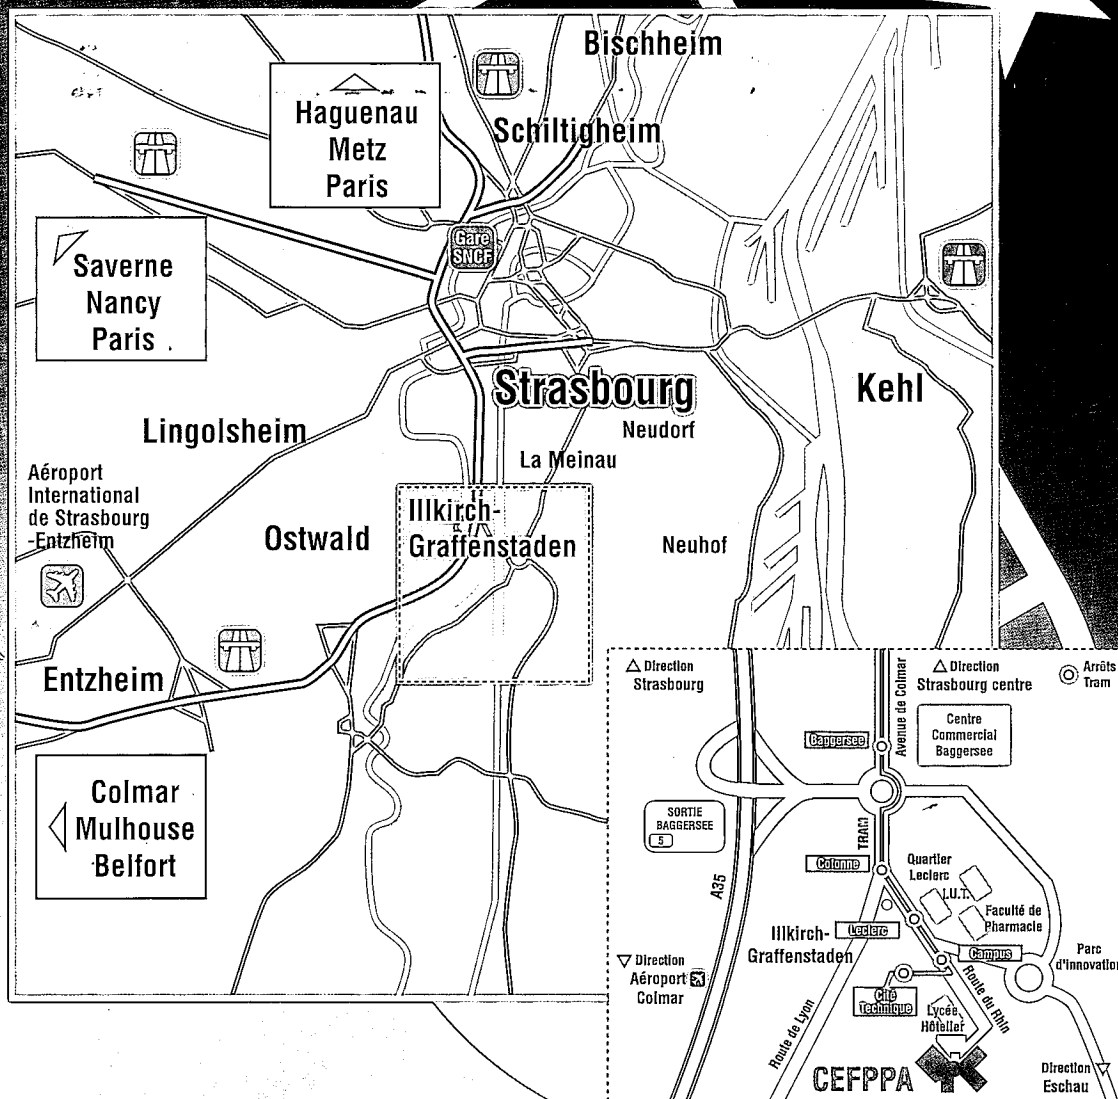 Bischheim
Haguenau
Metz
Paris
Schiltigheim
Gare
SNCF
Saverne
Nancy
Paris
Strasbourg
Kehl
Lingolsheim
Neudorf
La Meinau
Aéroport
International
de Strasbourg
-Entzheim
Illkirch-
Graffenstaden
Ostwald
Neuhof
Entzheim
Colmar
Mulhouse
Belfort
Direction
Strasbourg
Avenue de Colmar
Direction
Strasbourg centre
Arrôts
Tram
Centre
Commercial
Baggersee
Baggersee
SORTIE
BAGGERSEE
5
TRAM
Cotonne
Quartier
Leclerc
I.U.T.
A35
Faculté de
Pharmacie
Leclerc
Illkirch-
Graffenstaden
Campus
Parc
d'innovation
Direction
Aéroport
Colmar
Cité
Technique
Route du Rhin
Lycée
Hôtelier
Route de Lyon
CEFPPA
Direction
Eschau